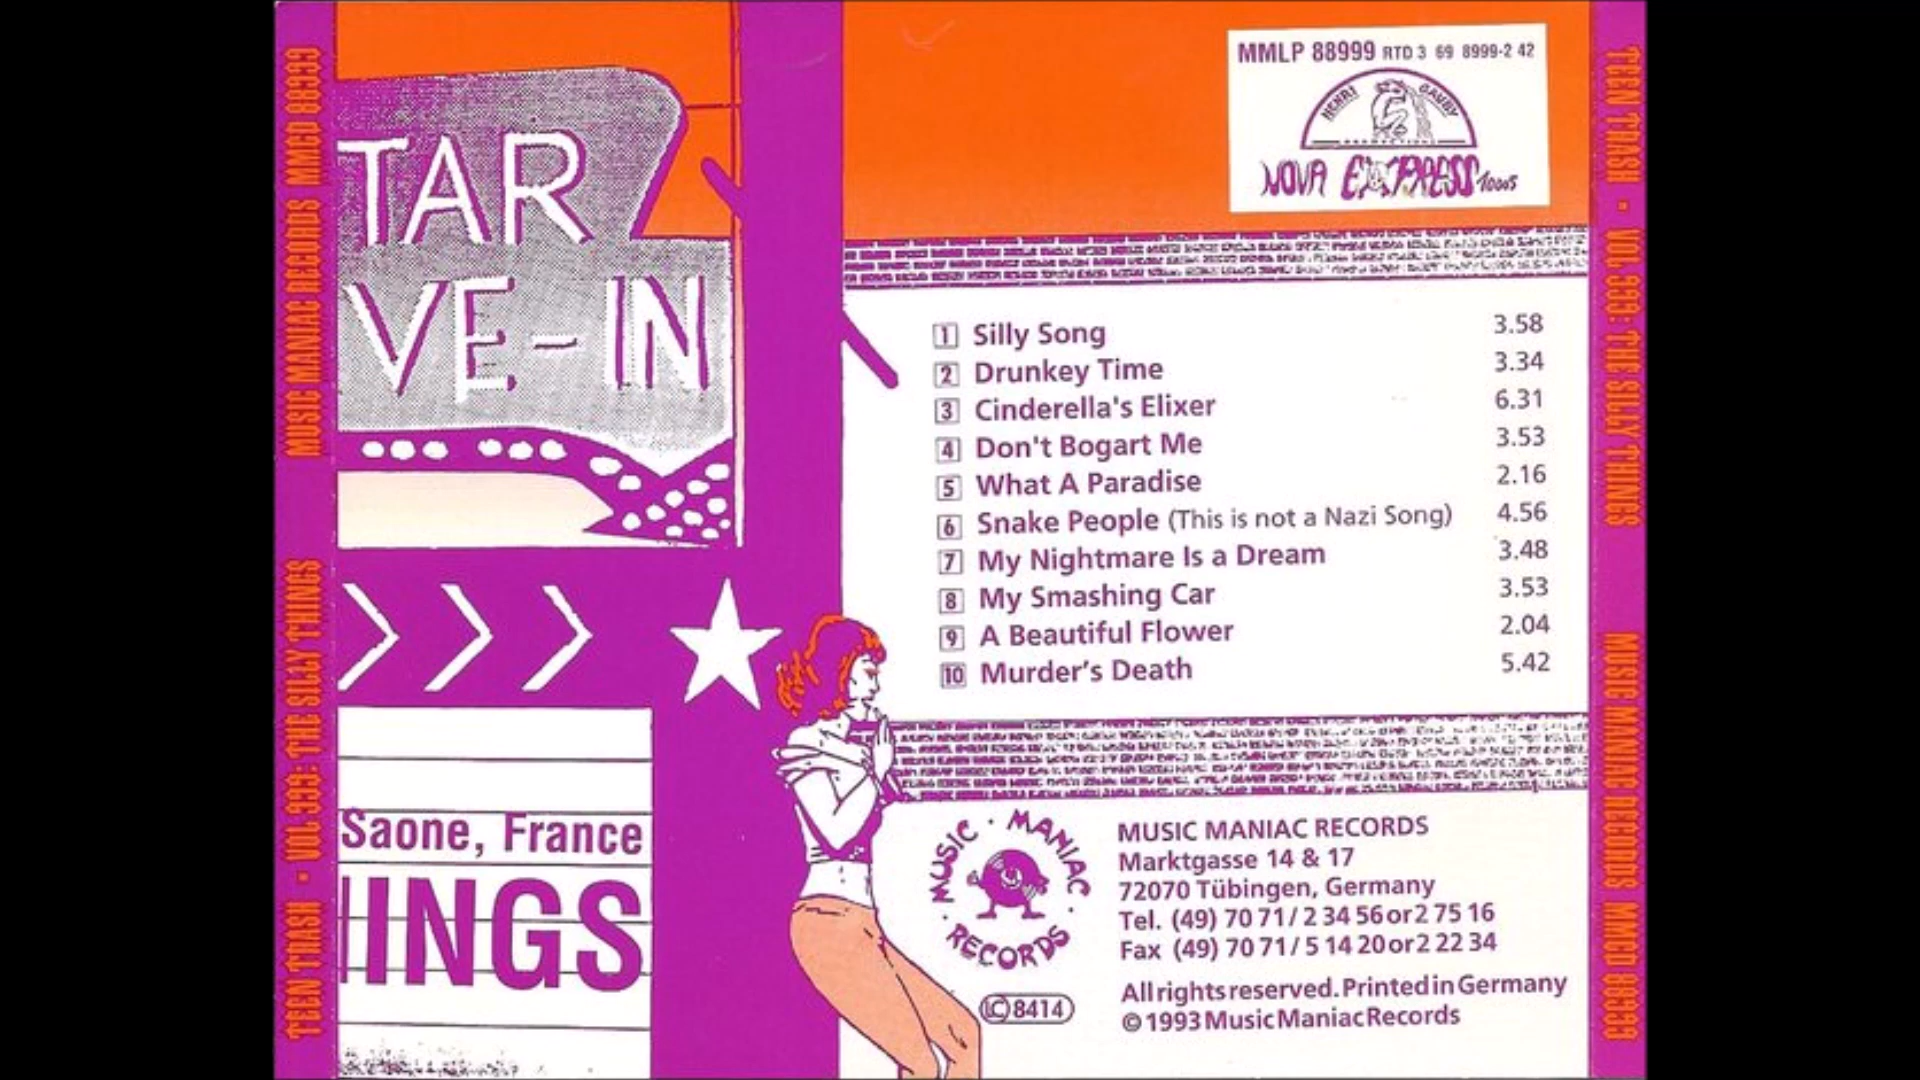 TEEN TRASH • VOL 999: THE SILLY THINGS MUSIC MANIAC RECORDS MMCD 88999
TAR
VE-IN
Saone, France
INGS
MMLP 88999 RTD 3 69 8999-2 42
HENRI GAUBY
PRODUCTIONS
NOVA EXPRESS
1 Silly Song 3.58
2 Drunkey Time 3.34
3 Cinderella's Elixer 6.31
4 Don't Bogart Me 3.53
5 What A Paradise 2.16
6 Snake People (This is not a Nazi Song) 4.56
7 My Nightmare Is a Dream 3.48
8 My Smashing Car 3.53
9 A Beautiful Flower 2.04
10 Murder's Death 5.42
MUSIC • MANIAC • RECORDS •
LC 8414
MUSIC MANIAC RECORDS
Marktgasse 14 & 17
72070 Tübingen, Germany
Tel. (49) 70 71 / 2 34 56 or 2 75 16
Fax (49) 70 71 / 5 14 20 or 2 22 34
All rights reserved. Printed in Germany
© 1993 Music Maniac Records
TEEN TRASH • VOL 999: THE SILLY THINGS MUSIC MANIAC RECORDS MMCD 88999